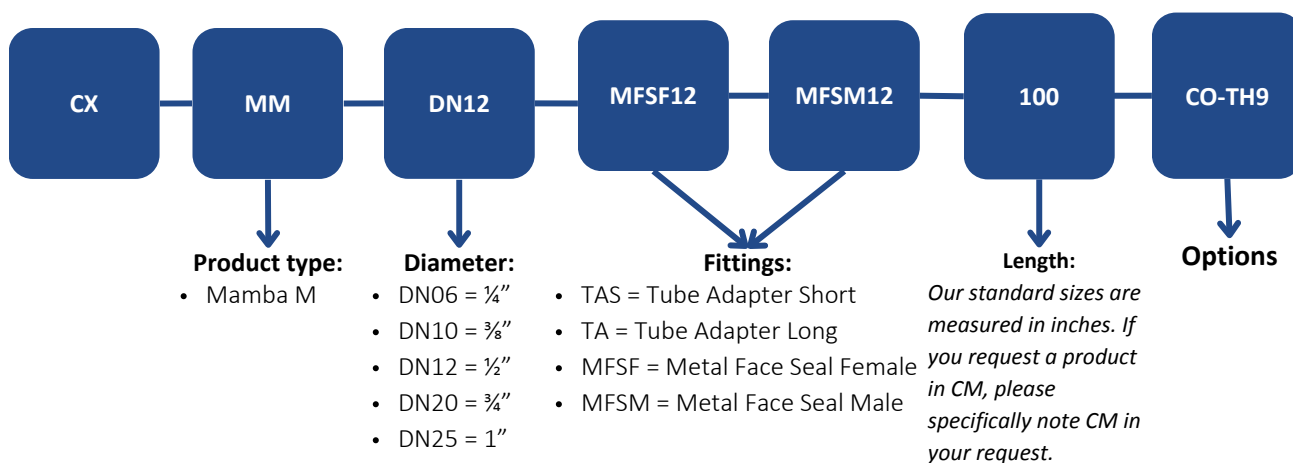 CX
MM
DN12
MFSF12
MFSM12
100
CO-TH9
Product type:
• Mamba M
Diameter:
• DN06 = ¼”
• DN10 = ⅜”
• DN12 = ½”
• DN20 = ¾”
• DN25 = 1”
Fittings:
• TAS = Tube Adapter Short
• TA = Tube Adapter Long
• MFSF = Metal Face Seal Female
• MFSM = Metal Face Seal Male
Length:
Our standard sizes are
measured in inches. If
you request a product
in CM, please
specifically note CM in
your request.
Options